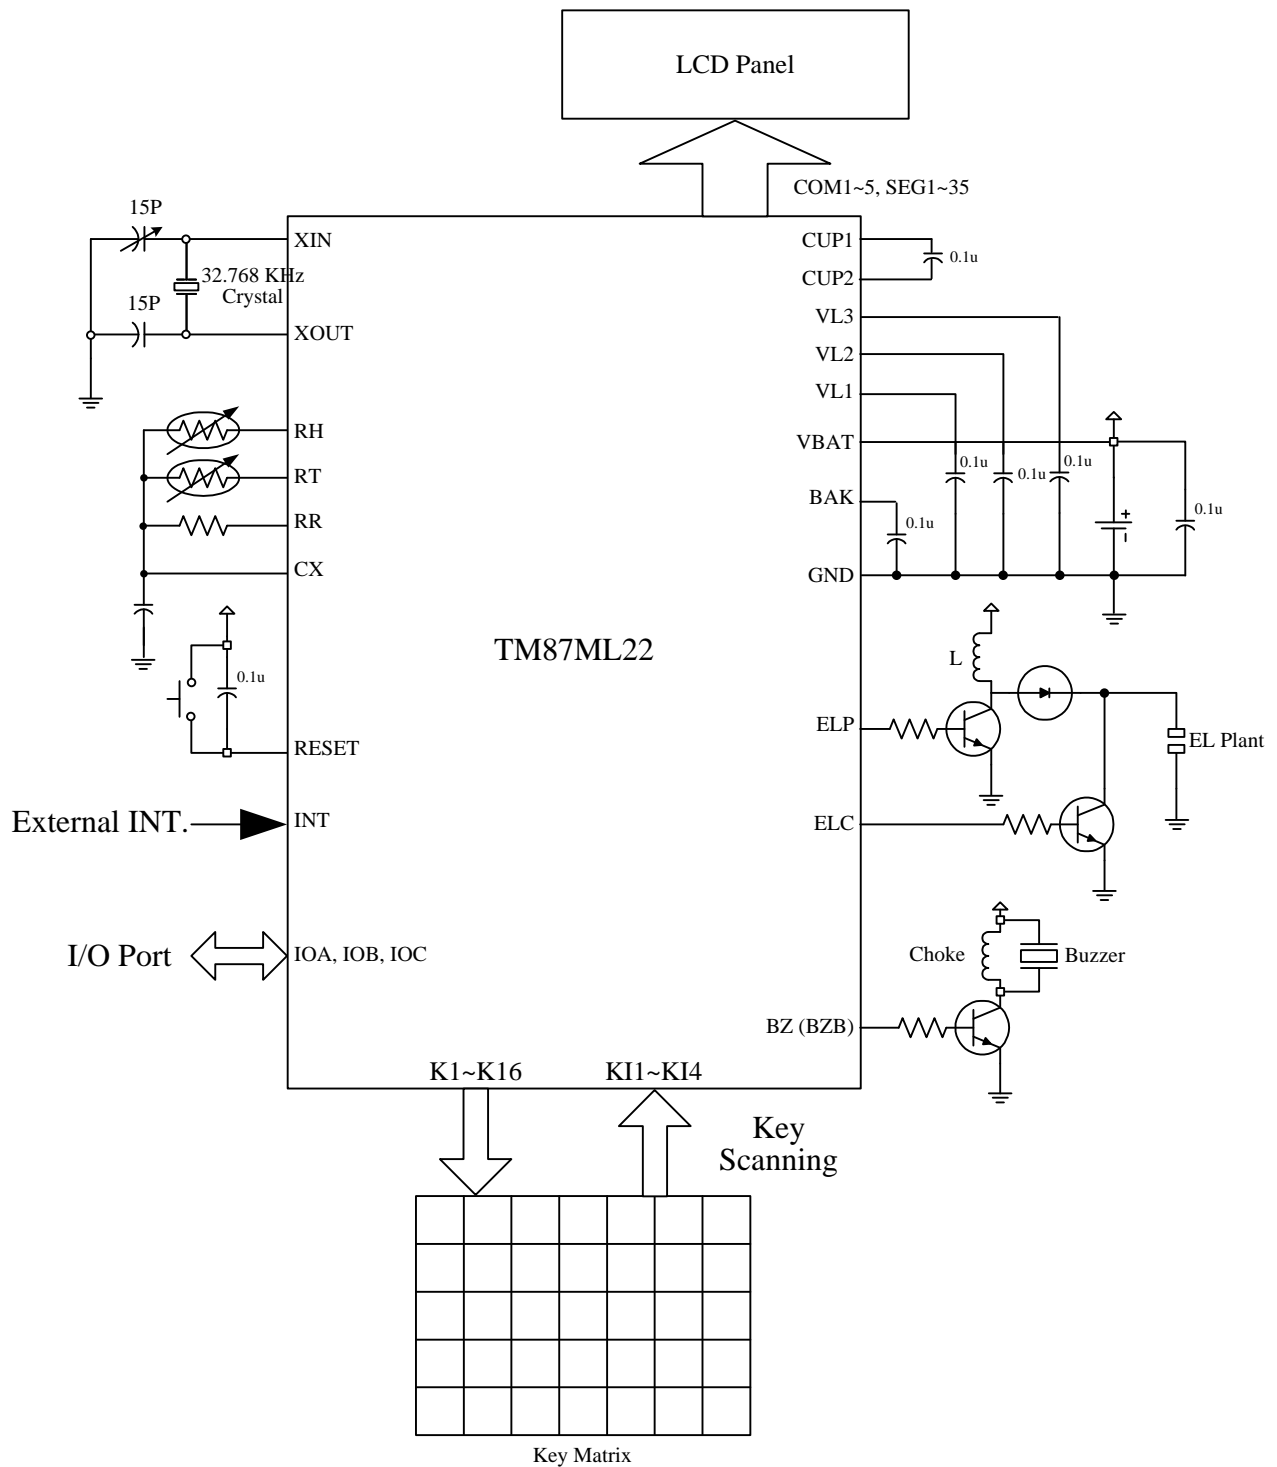 LCD Panel
COM1~5, SEG1~35
15P
XIN
32.768 KHz
Crystal
15P
XOUT
RH
RT
RR
CX
0.1u
RESET
External INT.
INT
I/O Port
IOA, IOB, IOC
TM87ML22
CUP1
0.1u
CUP2
VL3
VL2
VL1
VBAT
0.1u
0.1u
0.1u
BAK
0.1u
+
0.1u
GND
L
ELP
EL Plant
ELC
Choke
Buzzer
BZ (BZB)
K1~K16
KI1~KI4
Key
Scanning
Key Matrix